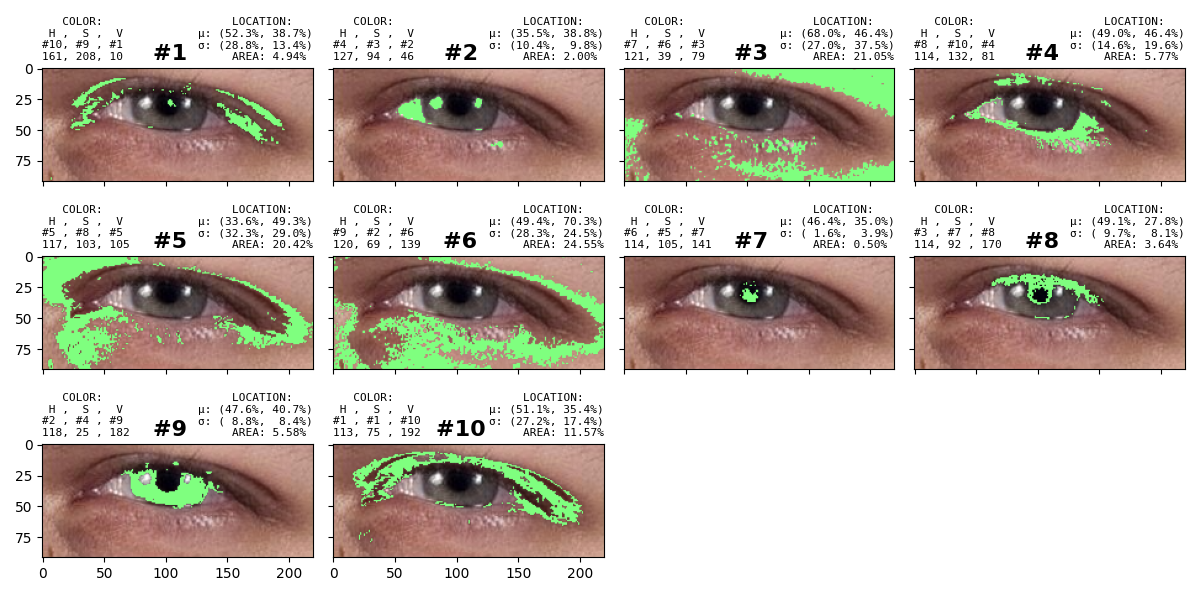 COLOR: LOCATION:
H , S , V μ: (52.3%, 38.7%)
#10, #9 , #1 #1 σ: (28.8%, 13.4%)
161, 208, 10 AREA: 4.94%
COLOR: LOCATION:
H , S , V μ: (35.5%, 38.8%)
#4 , #3 , #2 #2 σ: (10.4%, 9.8%)
127, 94 , 46 AREA: 2.00%
COLOR: LOCATION:
H , S , V μ: (68.0%, 46.4%)
#7 , #6 , #3 #3 σ: (27.0%, 37.5%)
121, 39 , 79 AREA: 21.05%
COLOR: LOCATION:
H , S , V μ: (49.0%, 46.4%)
#8 , #10, #4 #4 σ: (14.6%, 19.6%)
114, 132, 81 AREA: 5.77%
0
25
50
75
COLOR: LOCATION:
H , S , V μ: (33.6%, 49.3%)
#5 , #8 , #5 #5 σ: (32.3%, 29.0%)
117, 103, 105 AREA: 20.42%
COLOR: LOCATION:
H , S , V μ: (49.4%, 70.3%)
#9 , #2 , #6 #6 σ: (28.3%, 24.5%)
120, 69 , 139 AREA: 24.55%
COLOR: LOCATION:
H , S , V μ: (46.4%, 35.0%)
#6 , #5 , #7 #7 σ: ( 1.6%, 3.9%)
114, 105, 141 AREA: 0.50%
COLOR: LOCATION:
H , S , V μ: (49.1%, 27.8%)
#3 , #7 , #8 #8 σ: ( 9.7%, 8.1%)
114, 92 , 170 AREA: 3.64%
0
25
50
75
COLOR: LOCATION:
H , S , V μ: (47.6%, 40.7%)
#2 , #4 , #9 #9 σ: ( 8.8%, 8.4%)
118, 25 , 182 AREA: 5.58%
COLOR: LOCATION:
H , S , V μ: (51.1%, 35.4%)
#1 , #1 , #10 #10 σ: (27.2%, 17.4%)
113, 75 , 192 AREA: 11.57%
0
25
50
75
0 50 100 150 200
0 50 100 150 200